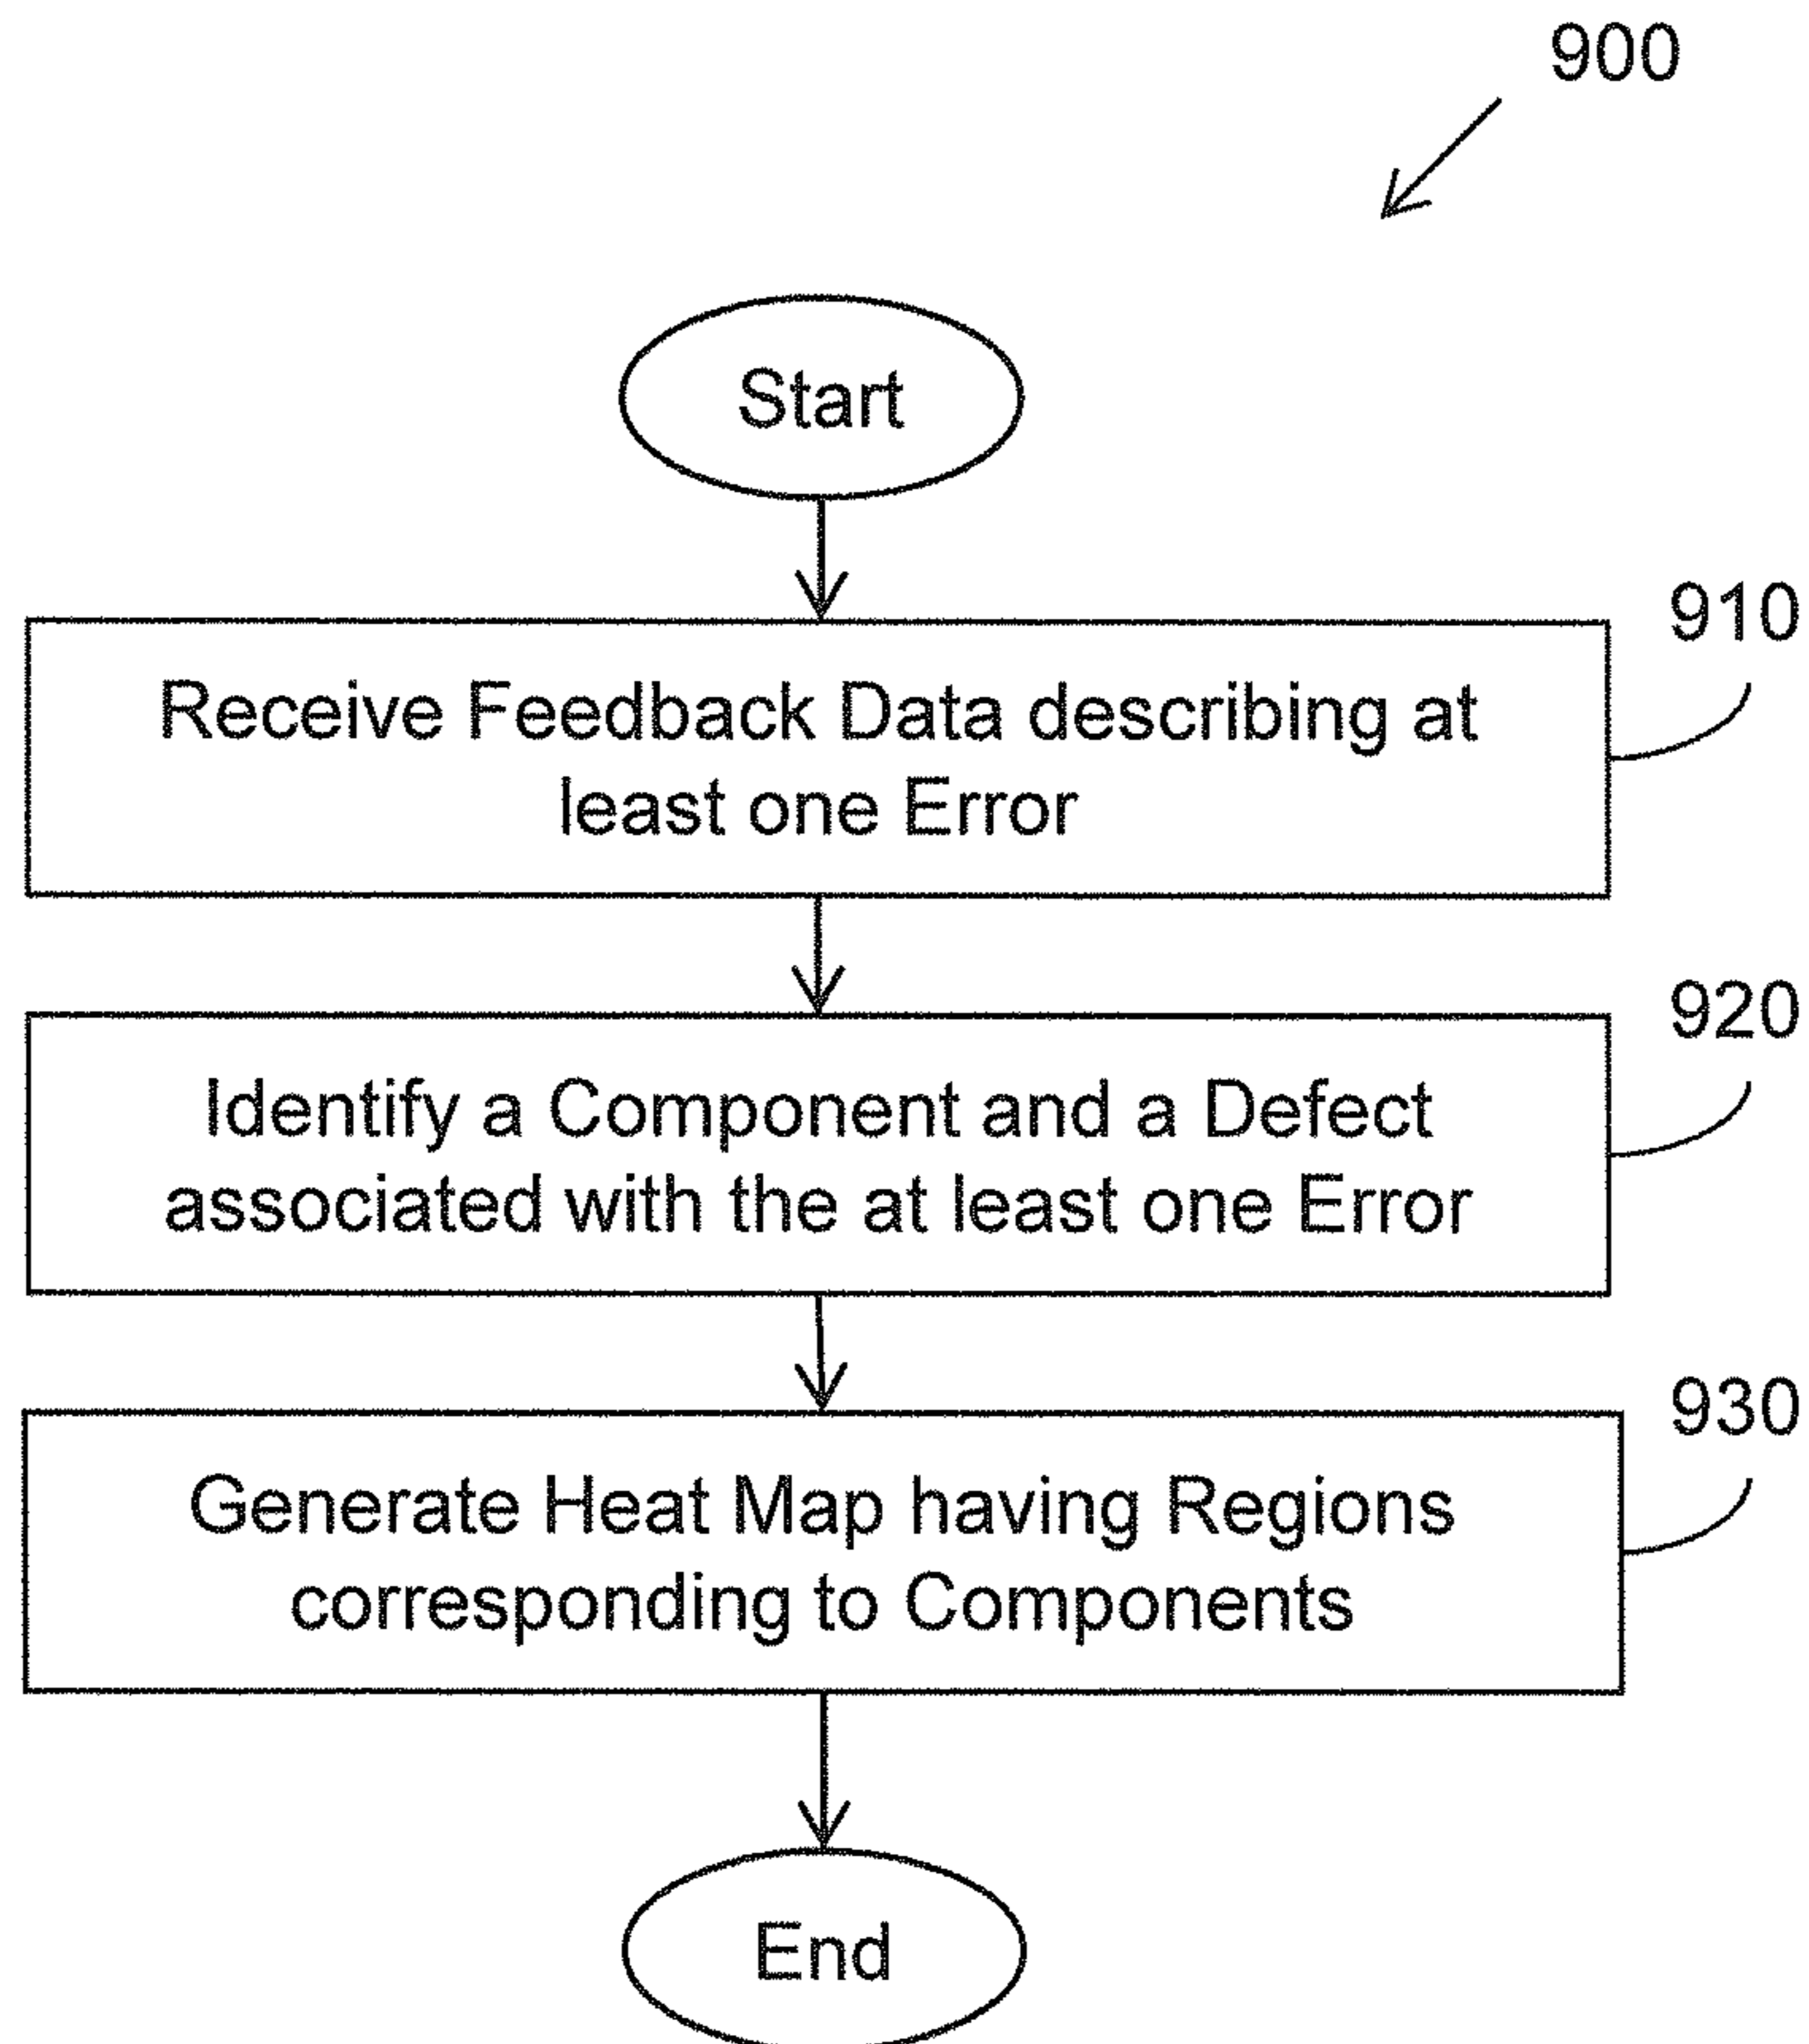 900
Start
910
Receive Feedback Data describing at
least one Error
920
Identify a Component and a Defect
associated with the at least one Error
930
Generate Heat Map having Regions
corresponding to Components
End